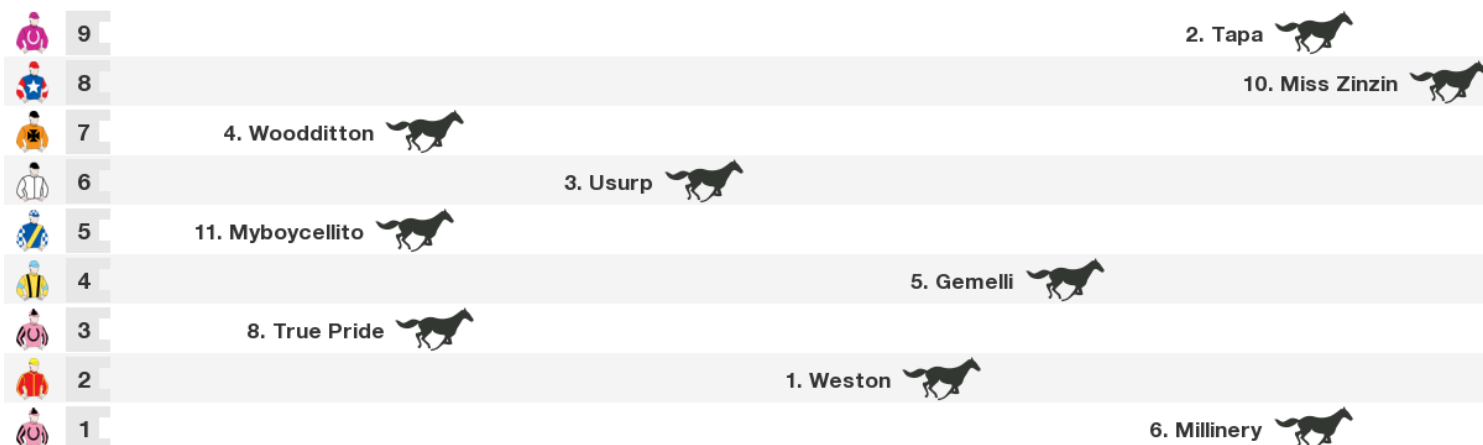 9 2. Tapa
8 10. Miss Zinzin
7 4. Woodditton
6 3. Usurp
5 11. Myboycellito
4 5. Gemelli
3 8. True Pride
2 1. Weston
1 6. Millinery